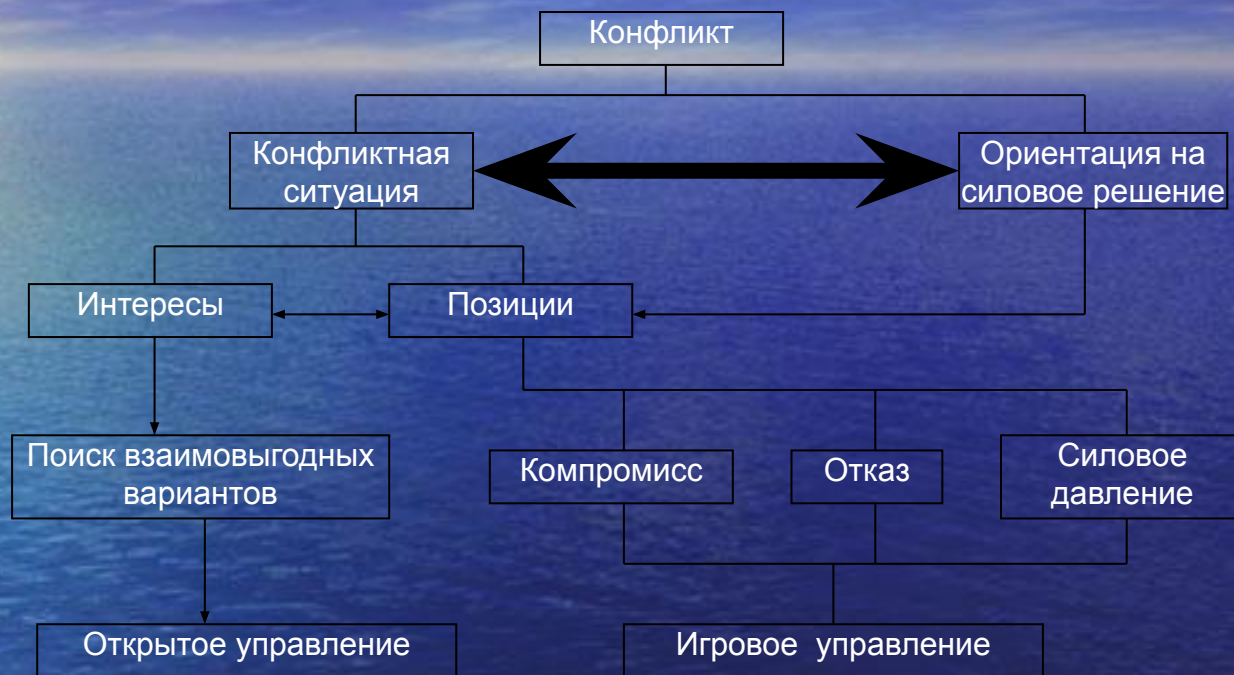 Конфликт
Конфликтная
ситуация
Ориентация на
силовое решение
Интересы
Позиции
Поиск взаимовыгодных
вариантов
Компромисс
Отказ
Силовое
давление
Открытое управление
Игровое управление